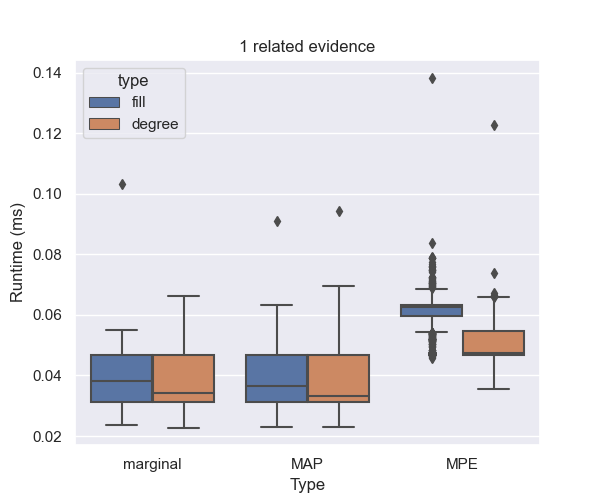 1 related evidence
type
fill
degree
0.14
0.12
0.10
0.08
0.06
0.04
0.02
Runtime (ms)
marginal MAP MPE
Type